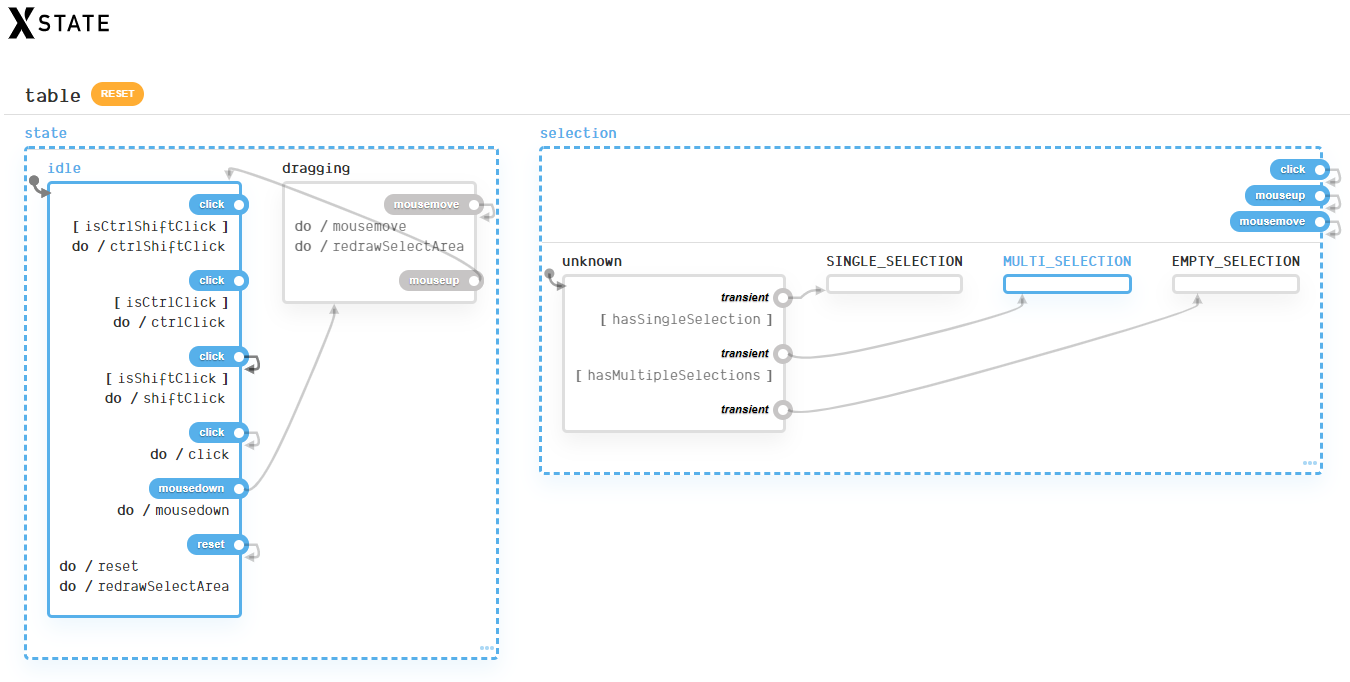 XSTATE
table RESET
state
idle
click
[ isCtrlShiftClick ]
do / ctrlShiftClick
click
[ isCtrlClick ]
do / ctrlClick
click
[ isShiftClick ]
do / shiftClick
click
do / click
mousedown
do / mousedown
reset
do / reset
do / redrawSelectArea
dragging
mousemove
do / mousemove
do / redrawSelectArea
mouseup
selection
click
mouseup
mousemove
unknown
transient
[ hasSingleSelection ]
transient
[ hasMultipleSelections ]
transient
SINGLE_SELECTION
MULTI_SELECTION
EMPTY_SELECTION